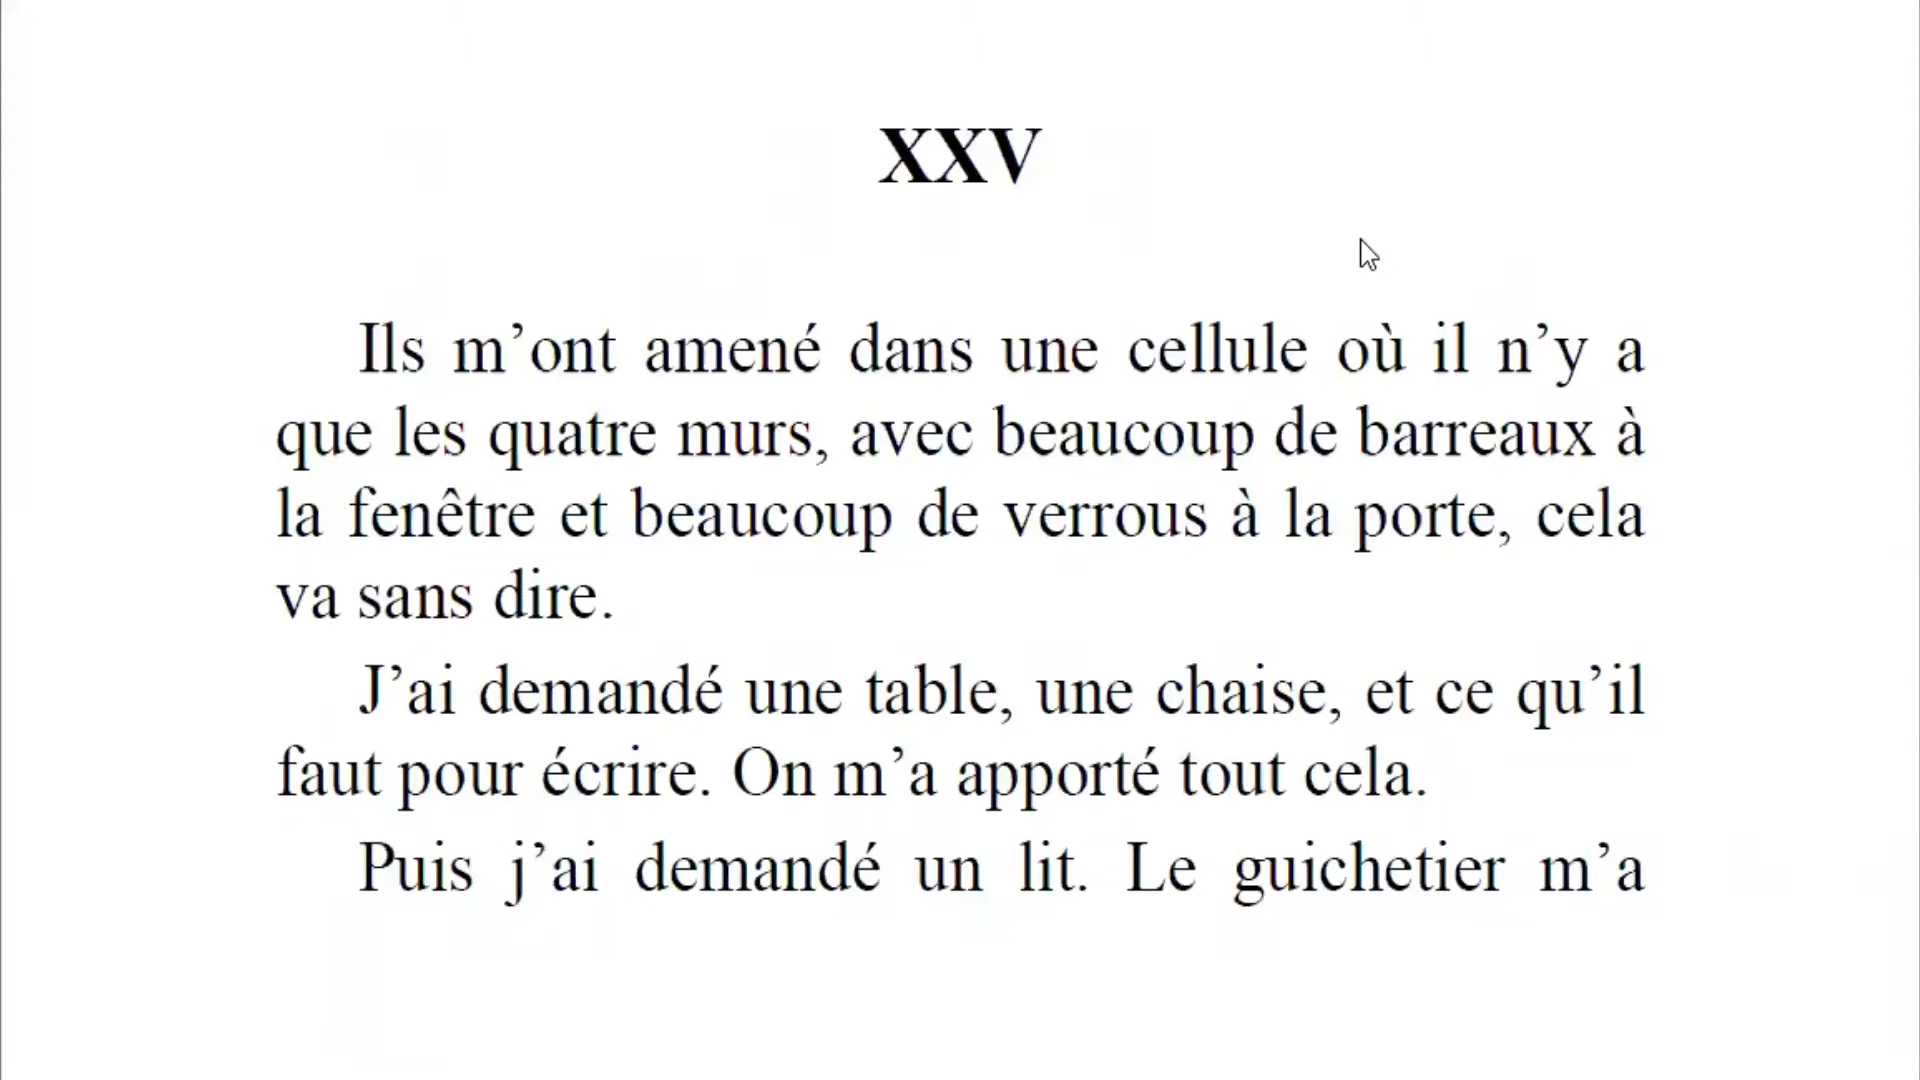 XXV
Ils m’ont amené dans une cellule où il n’y a
que les quatre murs, avec beaucoup de barreaux à
la fenêtre et beaucoup de verrous à la porte, cela
va sans dire.
J’ai demandé une table, une chaise, et ce qu’il
faut pour écrire. On m’a apporté tout cela.
Puis j’ai demandé un lit. Le guichetier m’a